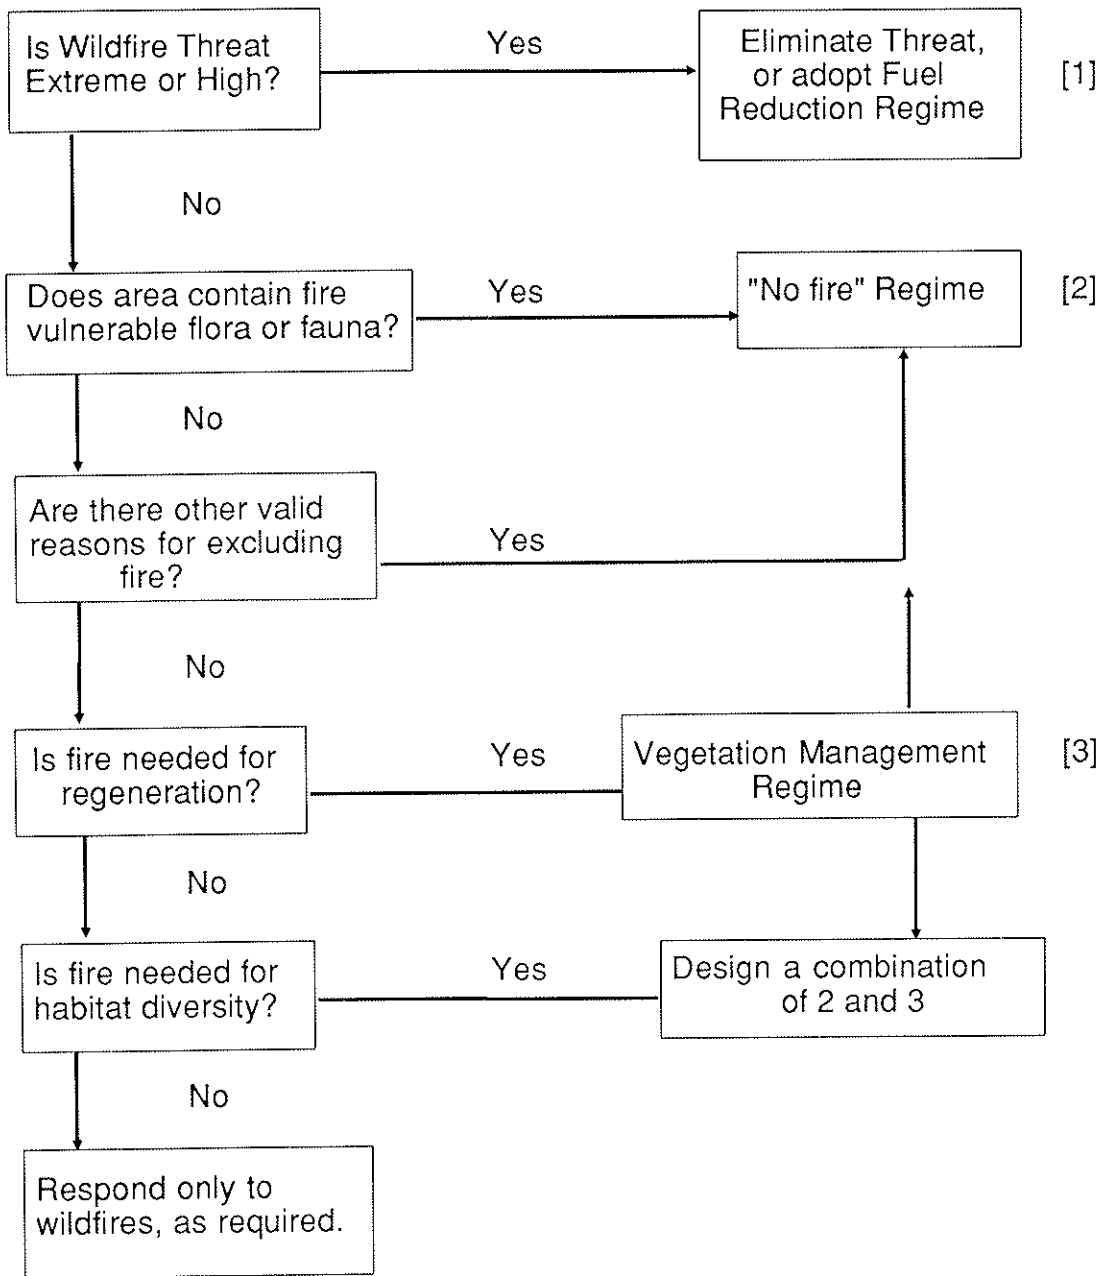 Is Wildfire Threat
Extreme or High?
Yes
Eliminate Threat,
or adopt Fuel
Reduction Regime
[1]
No
Does area contain fire
vulnerable flora or fauna?
Yes
"No fire" Regime
[2]
No
Are there other valid
reasons for excluding
fire?
Yes
No
Is fire needed for
regeneration?
Yes
Vegetation Management
Regime
[3]
No
Is fire needed for
habitat diversity?
Yes
Design a combination
of 2 and 3
No
Respond only to
wildfires, as required.